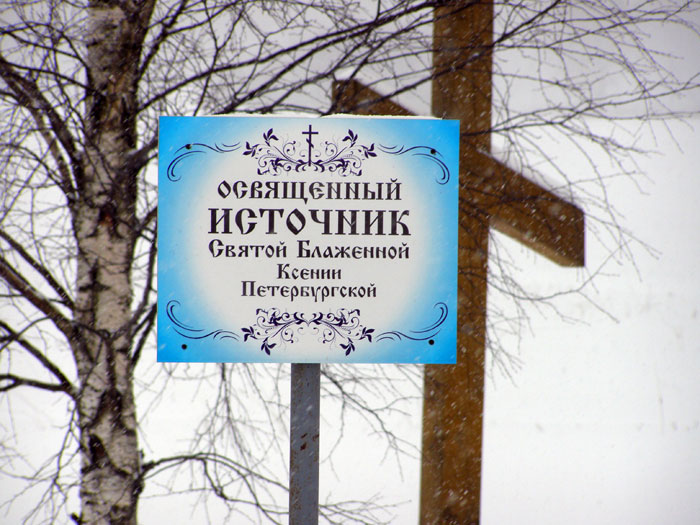 ОСВЯЩЕННЫЙ
ИСТОЧНИК
Святой Блаженной
Ксении
Петербургской